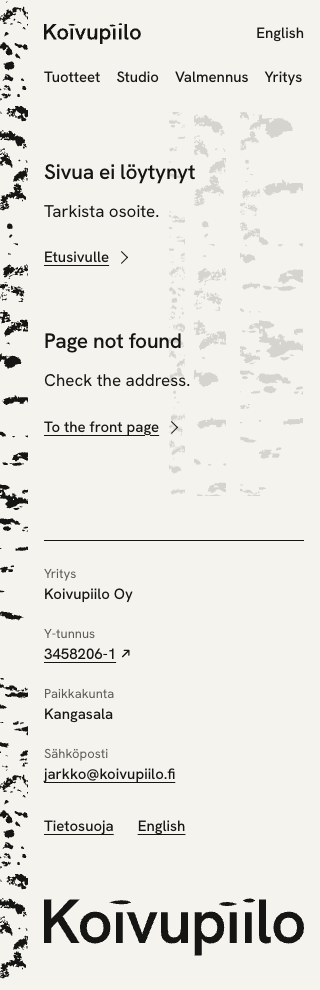 Koivupiilo
English
Tuotteet Studio Valmennus Yritys
Sivua ei löytynyt
Tarkista osoite.
Etusivulle
Page not found
Check the address.
To the front page
Yritys
Koivupiilo Oy
Y-tunnus
3458206-1 ↗
Paikkakunta
Kangasala
Sähköposti
jarkko@koivupiilo.fi
Tietosuoja English
Koivupiilo